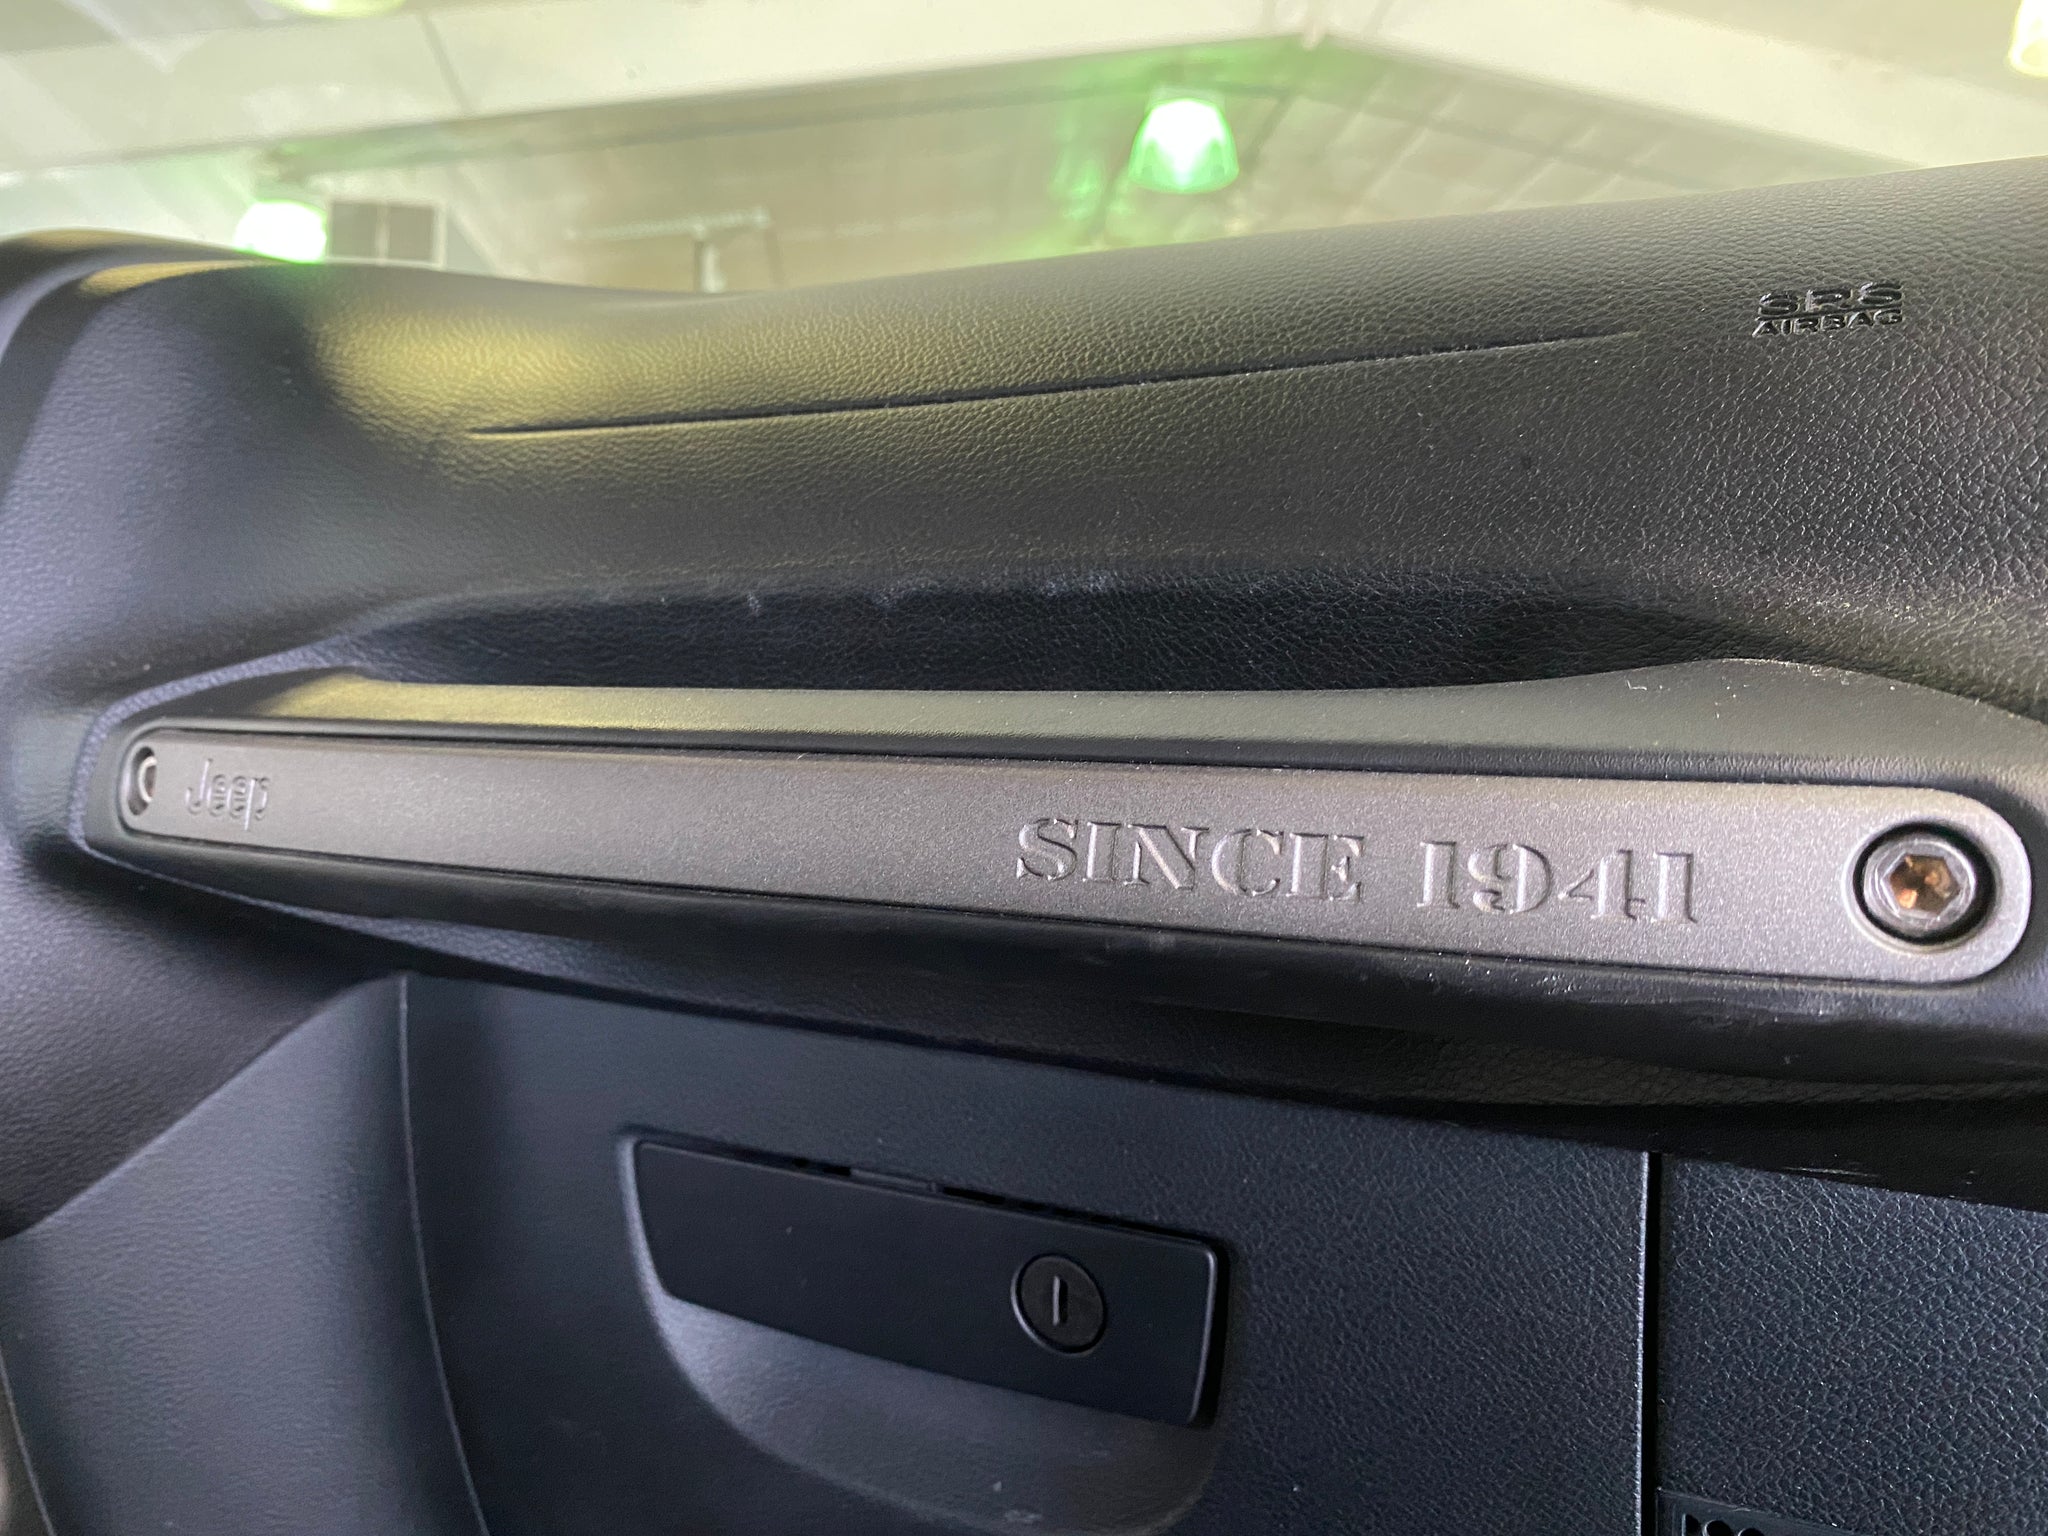 SRS
AIRBAG
Jeep SINCE 1941